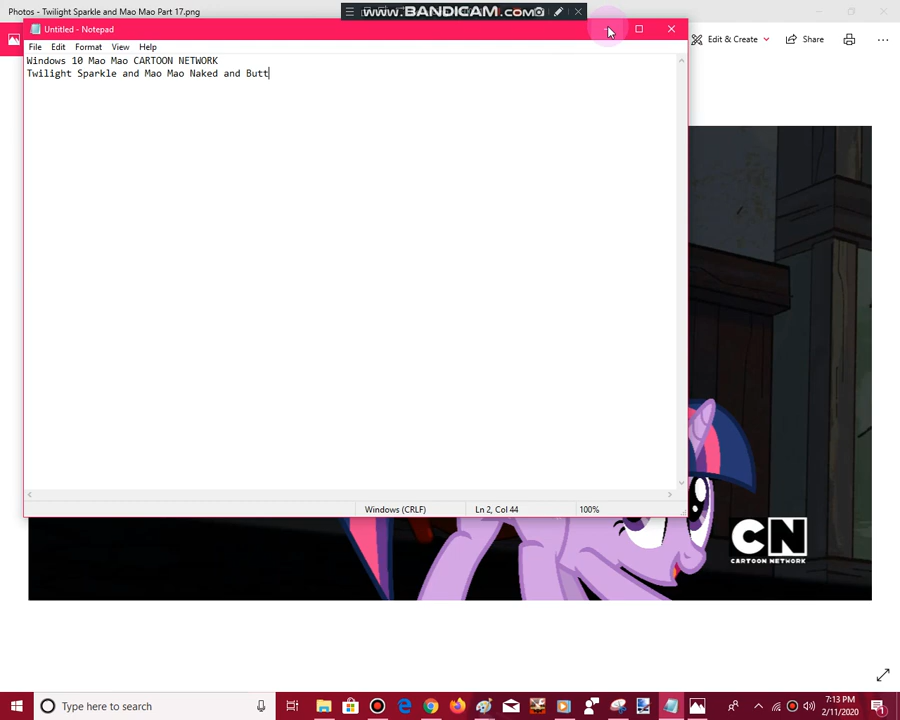 Photos - Twilight Sparkle and Mao Mao Part 17.png
WWW.BANDICAM.COM
Untitled - Notepad
Edit & Create
Share
File Edit Format View Help
Windows 10 Mao Mao CARTOON NETWORK
Twilight Sparkle and Mao Mao Naked and Butt
Windows (CRLF)
Ln 2, Col 44
100%
CN
CARTOON NETWORK
Type here to search
7:13 PM
2/11/2020
1